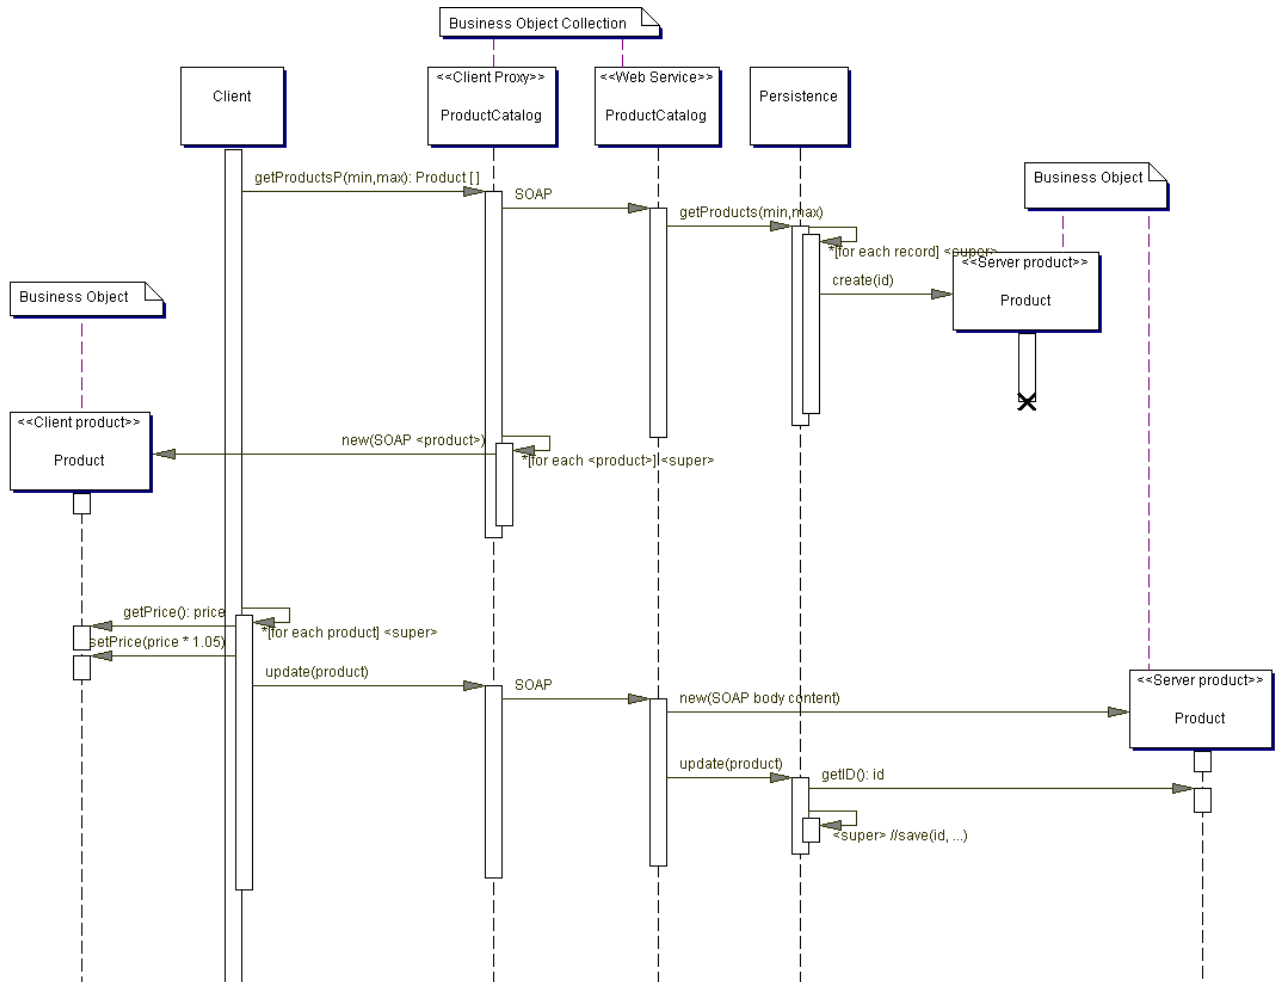 Business Object Collection
Client
<<Client Proxy>>
ProductCatalog
<<Web Service>>
ProductCatalog
Persistence
getProductsP(min,max): Product [ ]
SOAP
getProducts(min,max)
Business Object
*[for each record] <super>
<<Server product>>
Product
create(id)
Business Object
<<Client product>>
Product
new(SOAP <product>)
*[for each <product>] <super>
getPrice(): price
*[for each product] <super>
setPrice(price * 1.05)
update(product)
SOAP
new(SOAP body content)
<<Server product>>
Product
update(product)
getID(): id
<super> //save(id, ...)